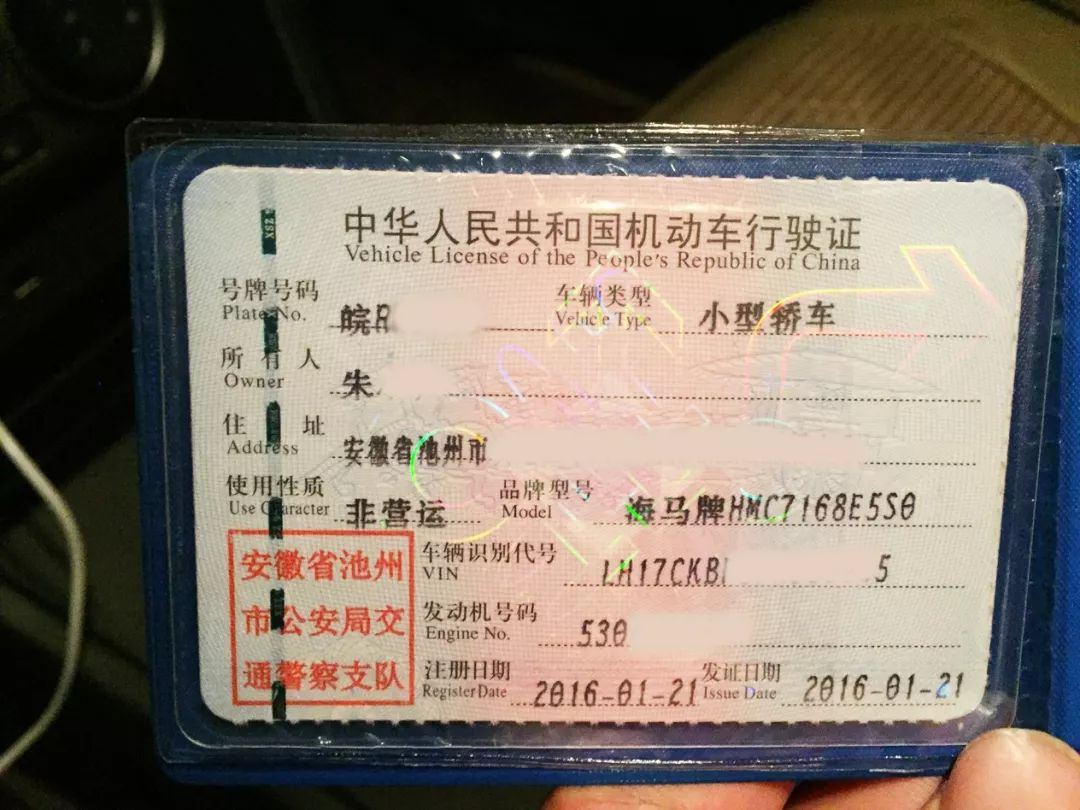 中华人民共和国机动车行驶证
Vehicle License of the People's Republic of China
号牌号码 皖R 车辆类型 小型轿车
Plate No. Vehicle Type
所有人 朱
Owner
住址 安徽省池州市
Address
使用性质 非营运 品牌型号 海马牌HMC7168E5S0
Use Character Model
安徽省池州 车辆识别代号 LH17CKB 5
VIN
市公安局交 发动机号码 530
Engine No.
通警察支队 注册日期 2016-01-21 发证日期 2016-01-21
Register Date Issue Date
XSZ